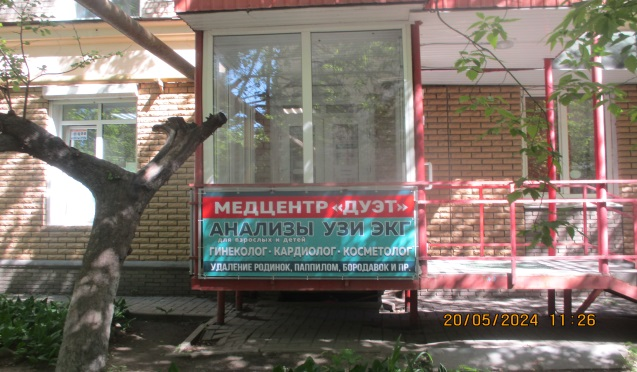 МЕДЦЕНТР «ДУЭТ»
АНАЛИЗЫ УЗИ ЭКГ
для взрослых и детей
ГИНЕКОЛОГ - КАРДИОЛОГ - КОСМЕТОЛОГ
УДАЛЕНИЕ РОДИНОК, ПАППИЛОМ, БОРОДАВОК И ПР.
20/05/2024 11:26